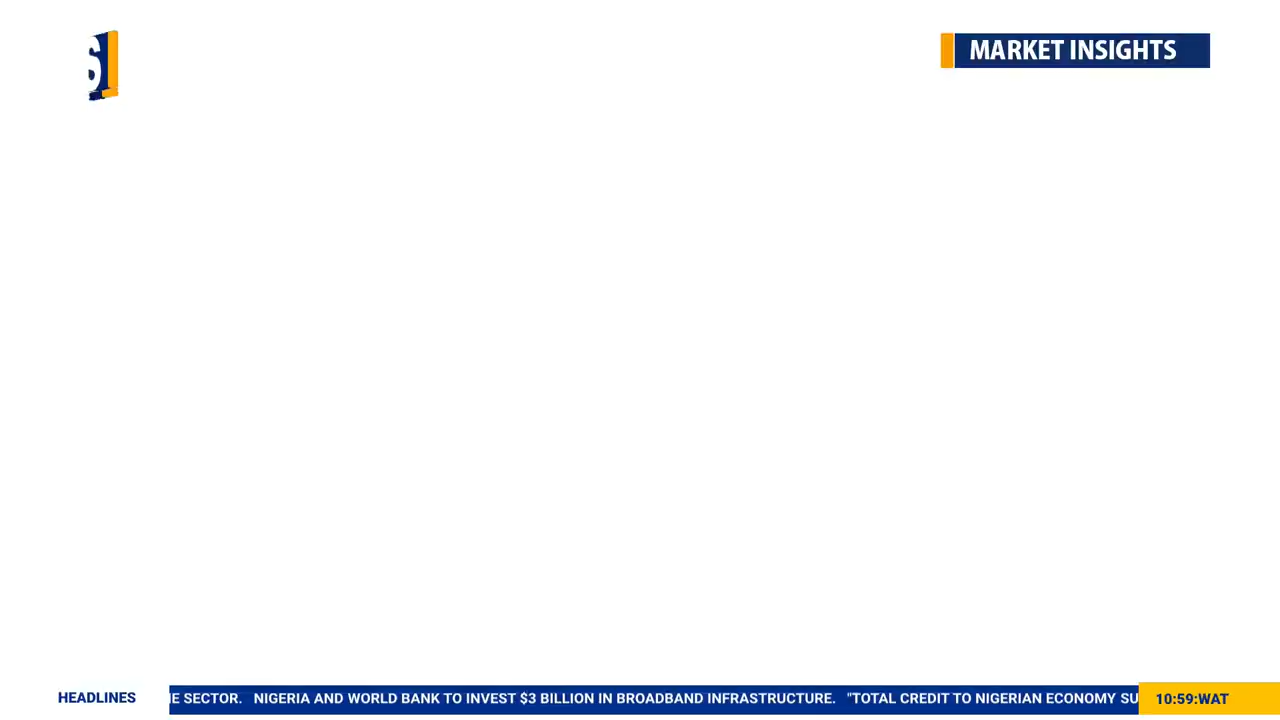 MARKET INSIGHTS
HEADLINES
SECTOR. NIGERIA AND WORLD BANK TO INVEST $3 BILLION IN BROADBAND INFRASTRUCTURE. "TOTAL CREDIT TO NIGERIAN ECONOMY SU
10:59:WAT